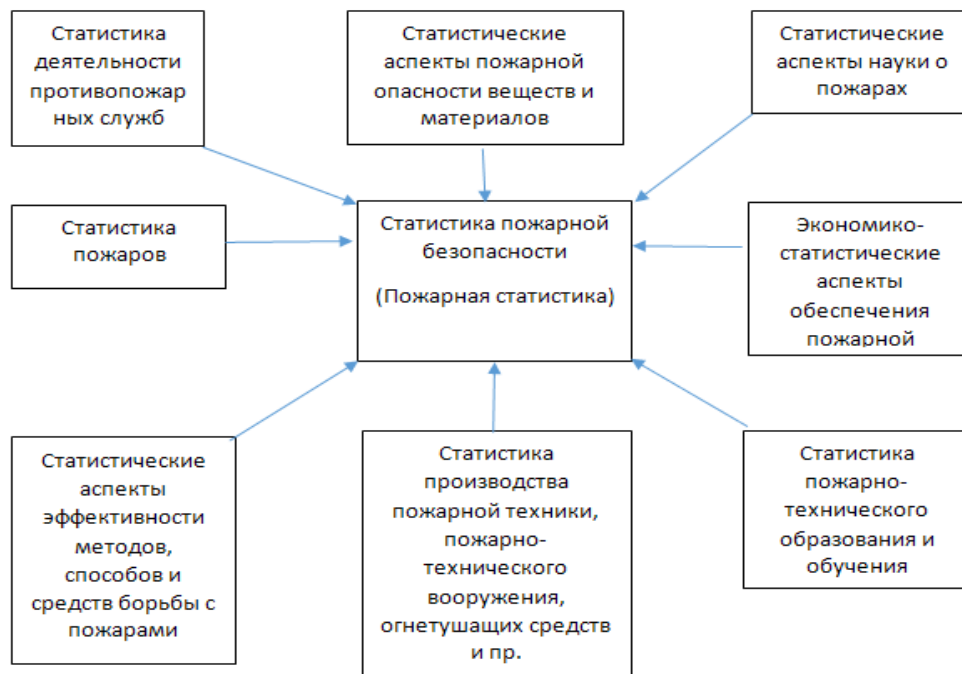 Статистика
деятельности
противопожар
ных служб
Статистические
аспекты пожарной
опасности веществ и
материалов
Статистические
аспекты науки о
пожарах
Статистика
пожаров
Статистика пожарной
безопасности
(Пожарная статистика)
Экономико-
статистические
аспекты
обеспечения
пожарной
Статистические
аспекты
эффективности
методов,
способов и
средств борьбы с
пожарами
Статистика
производства
пожарной техники,
пожарно-
технического
вооружения,
огнетушащих средств
и пр.
Статистика
пожарно-
технического
образования и
обучения